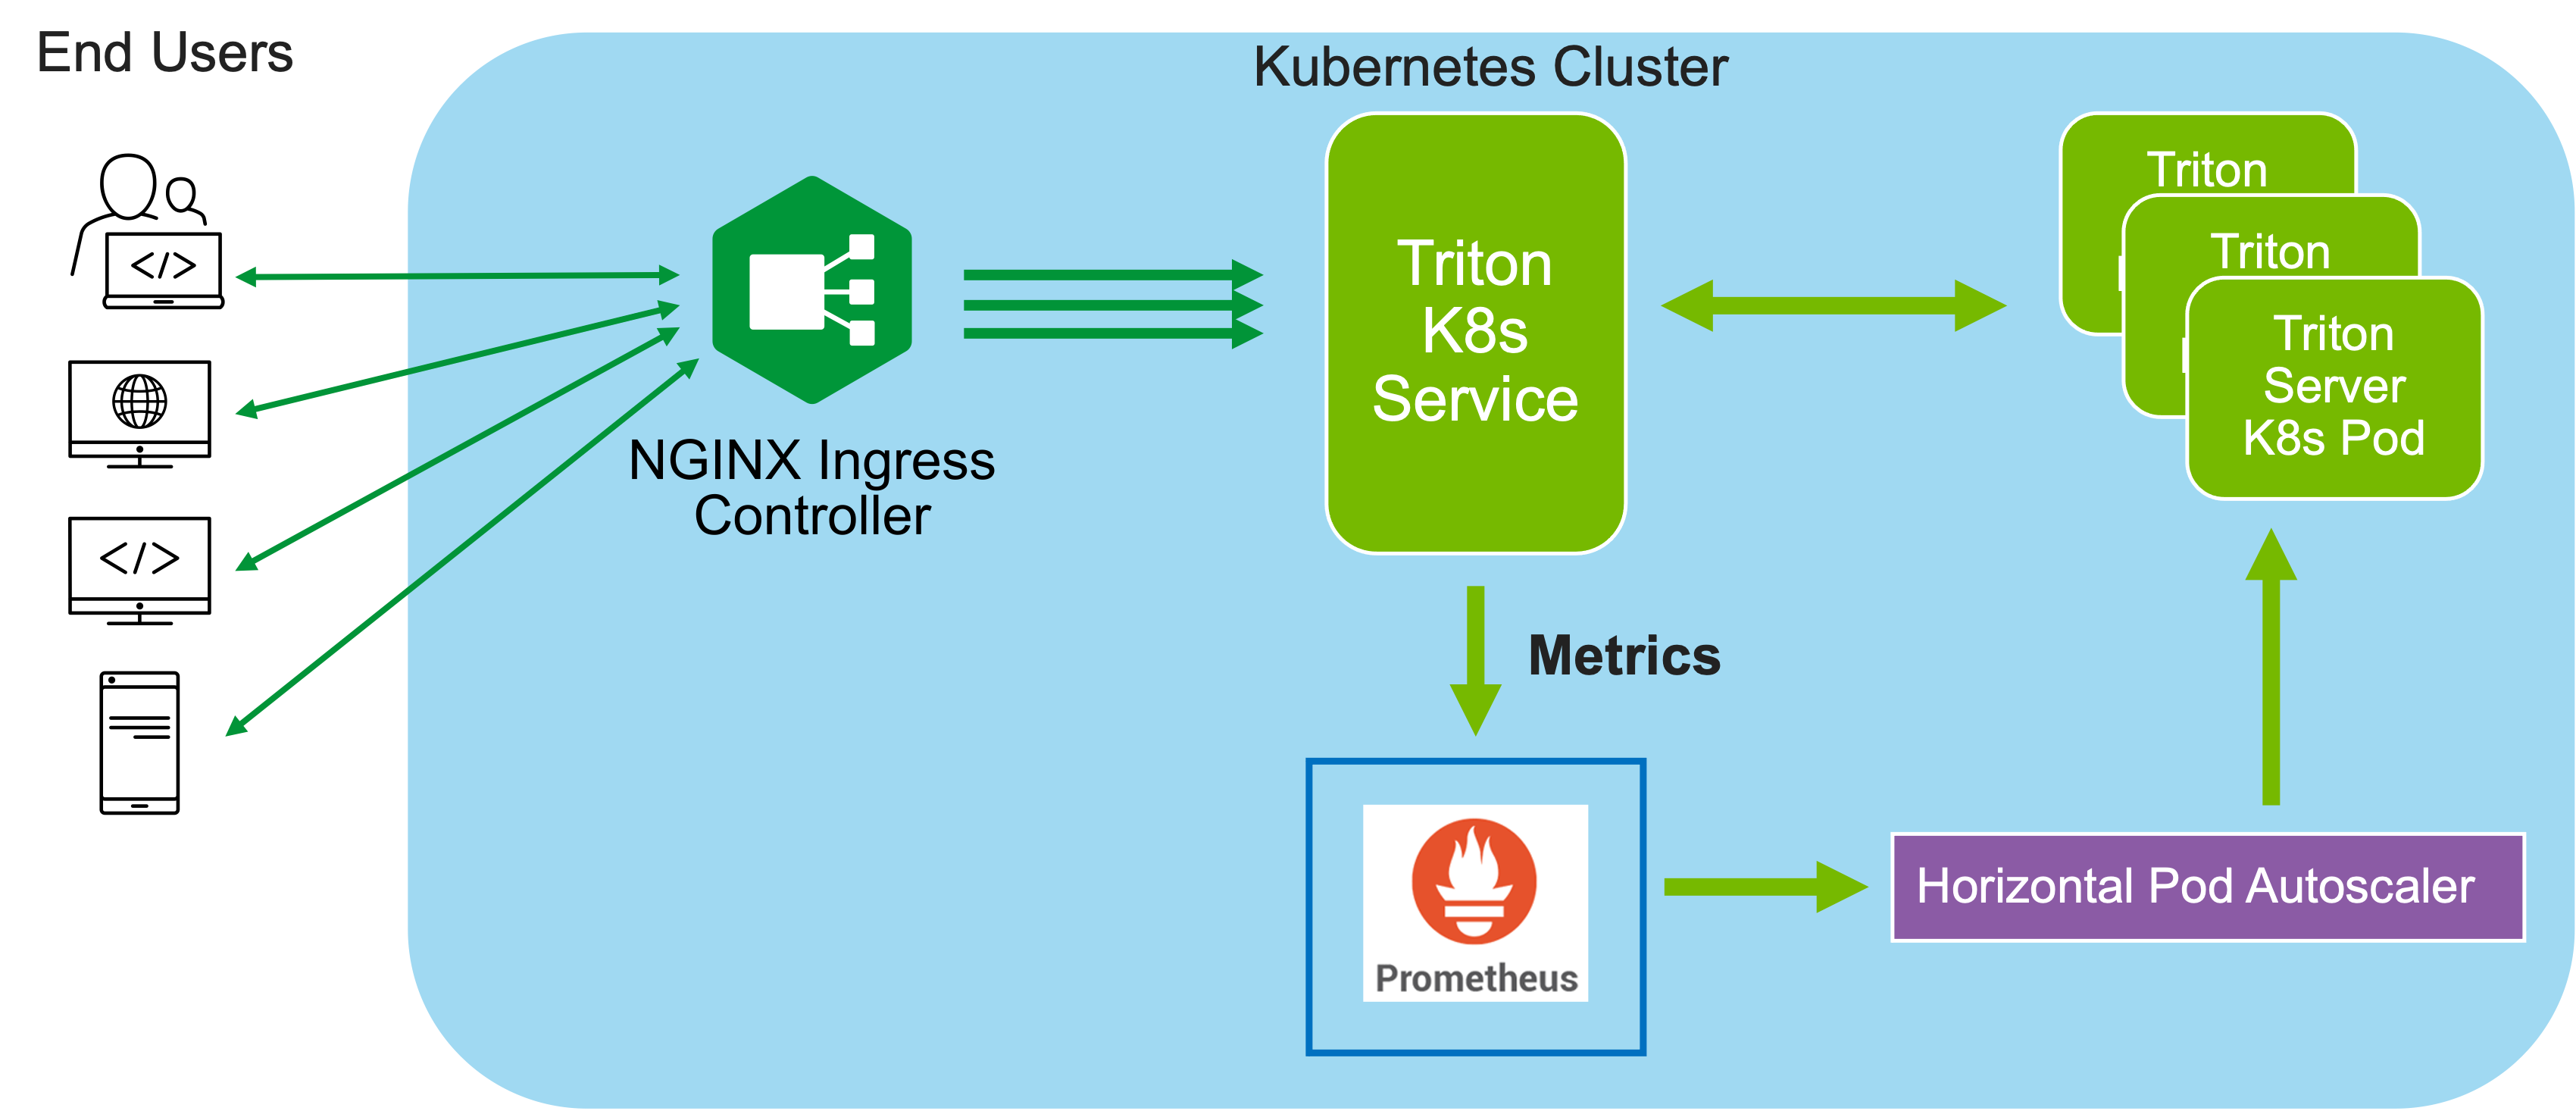 End Users
Kubernetes Cluster
</>
</>
NGINX Ingress
Controller
Triton
K8s
Service
Triton
Triton
Triton
Server
K8s Pod
Metrics
Prometheus
Horizontal Pod Autoscaler